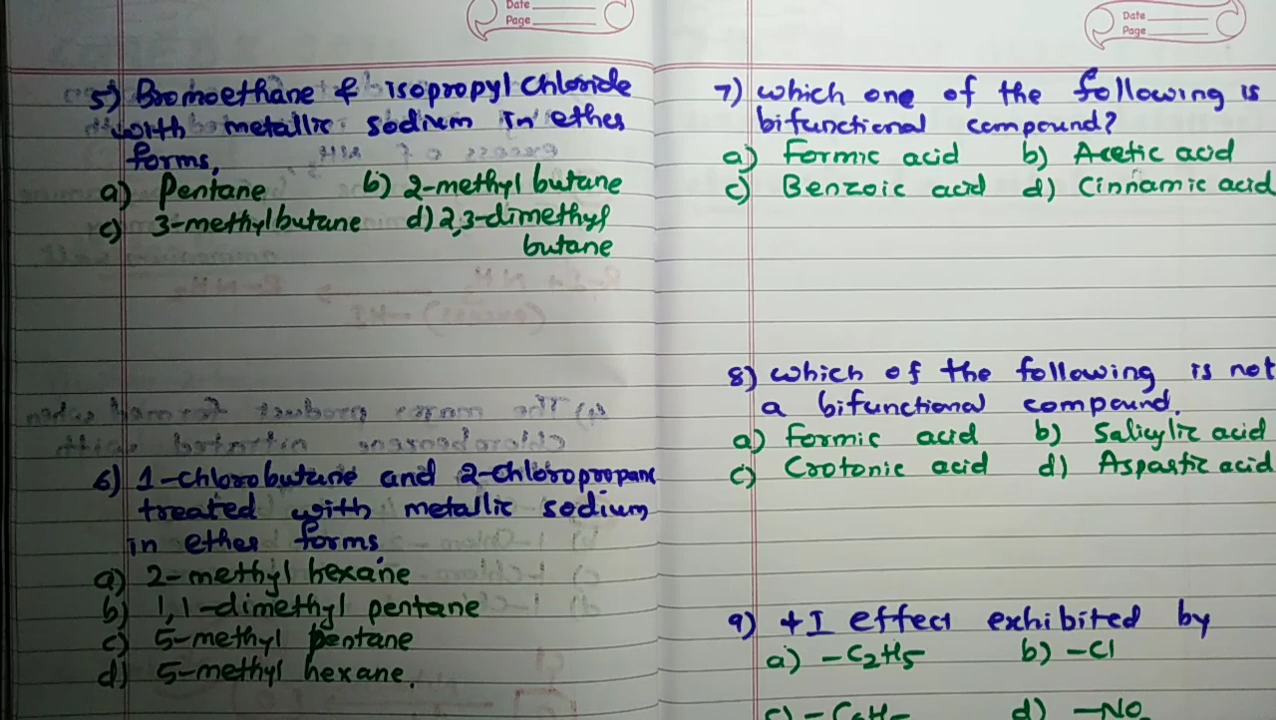 Date
Page
5) Bromoethane & isopropyl chloride
with metallic sodium in ether
forms,
a) Pentane b) 2-methyl butane
c) 3-methylbutane d) 2,3-dimethyl
butane
6) 1-chlorobutane and 2-chloropropane
treated with metallic sodium
in ether forms
a) 2-methyl hexane
b) 1,1-dimethyl pentane
c) 5-methyl pentane
d) 5-methyl hexane.
Date
Page
7) which one of the following is
bifunctional compound?
a) Formic acid b) Acetic acid
c) Benzoic acid d) Cinnamic acid
8) which of the following is not
a bifunctional compound.
a) Formic acid b) Salicylic acid
c) Crotonic acid d) Aspartic acid
9) +I effect exhibited by
a) -C2H5 b) -Cl
c) - d) -NO